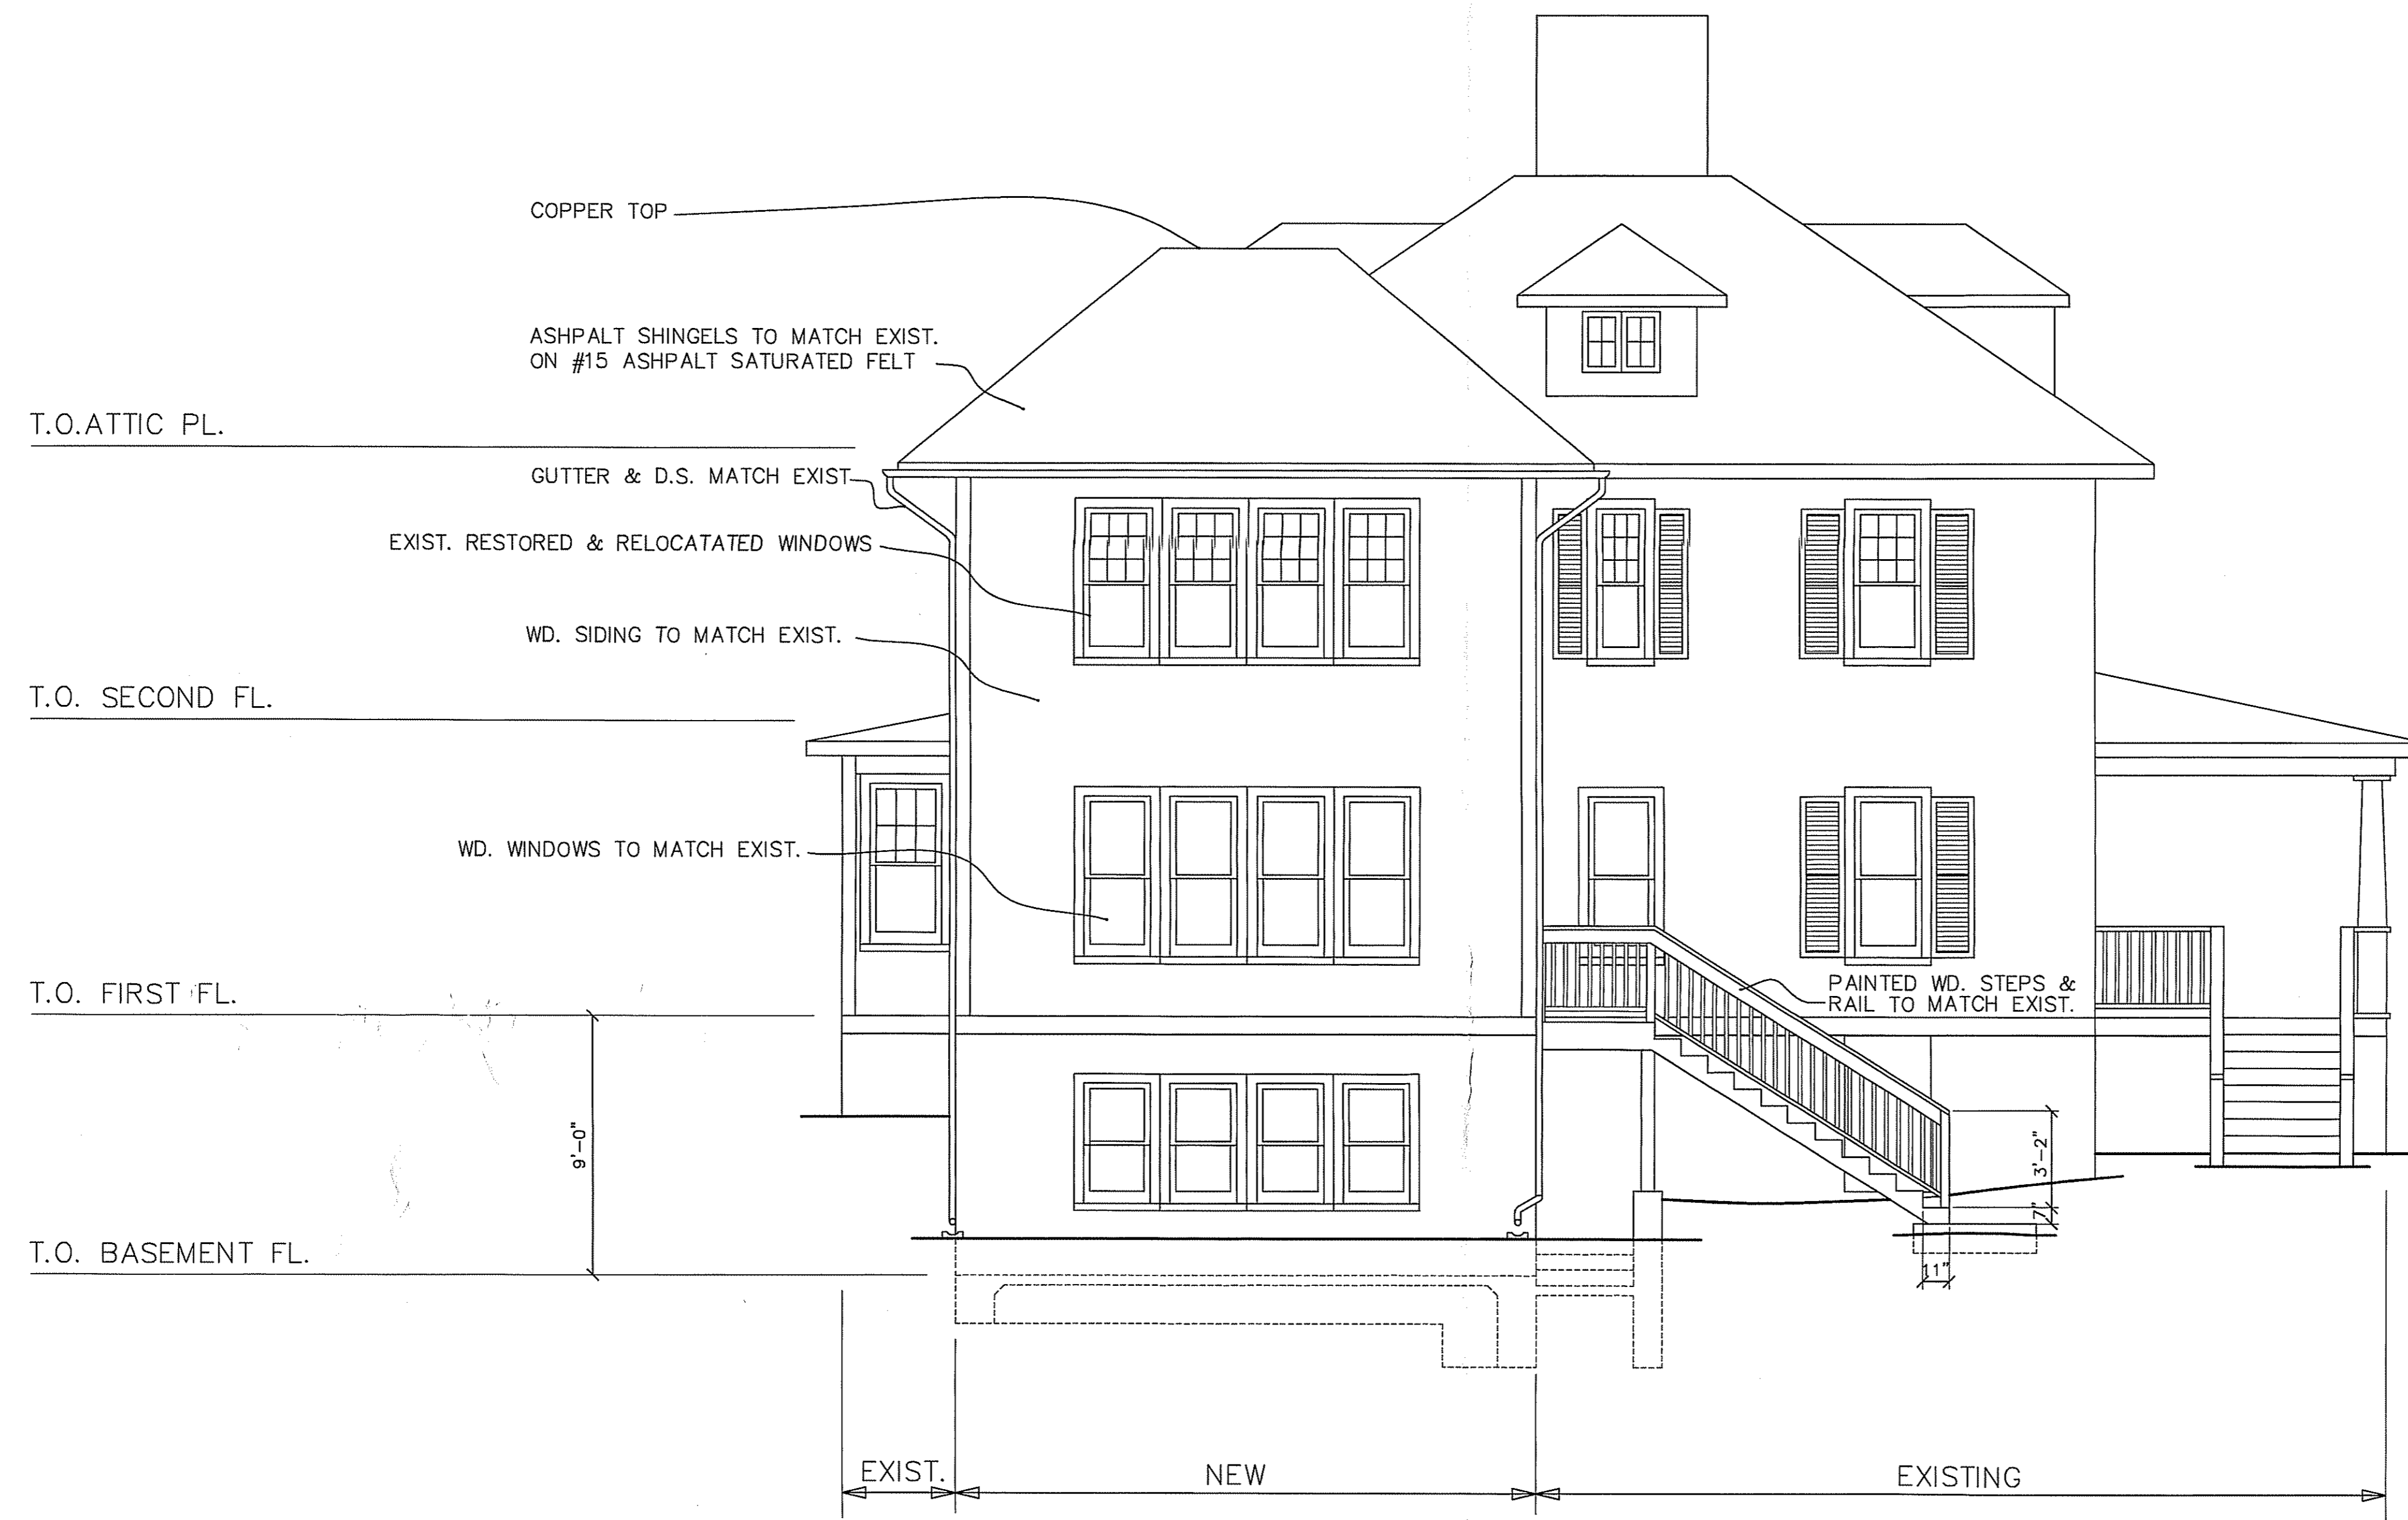 COPPER TOP
ASHPALT SHINGELS TO MATCH EXIST.
ON #15 ASHPALT SATURATED FELT
T.O.ATTIC PL.
GUTTER & D.S. MATCH EXIST
EXIST. RESTORED & RELOCATATED WINDOWS
WD. SIDING TO MATCH EXIST.
T.O. SECOND FL.
WD. WINDOWS TO MATCH EXIST.
T.O. FIRST FL.
PAINTED WD. STEPS &
RAIL TO MATCH EXIST.
9'-0"
3'-2"
7"
T.O. BASEMENT FL.
11"
EXIST.
NEW
EXISTING